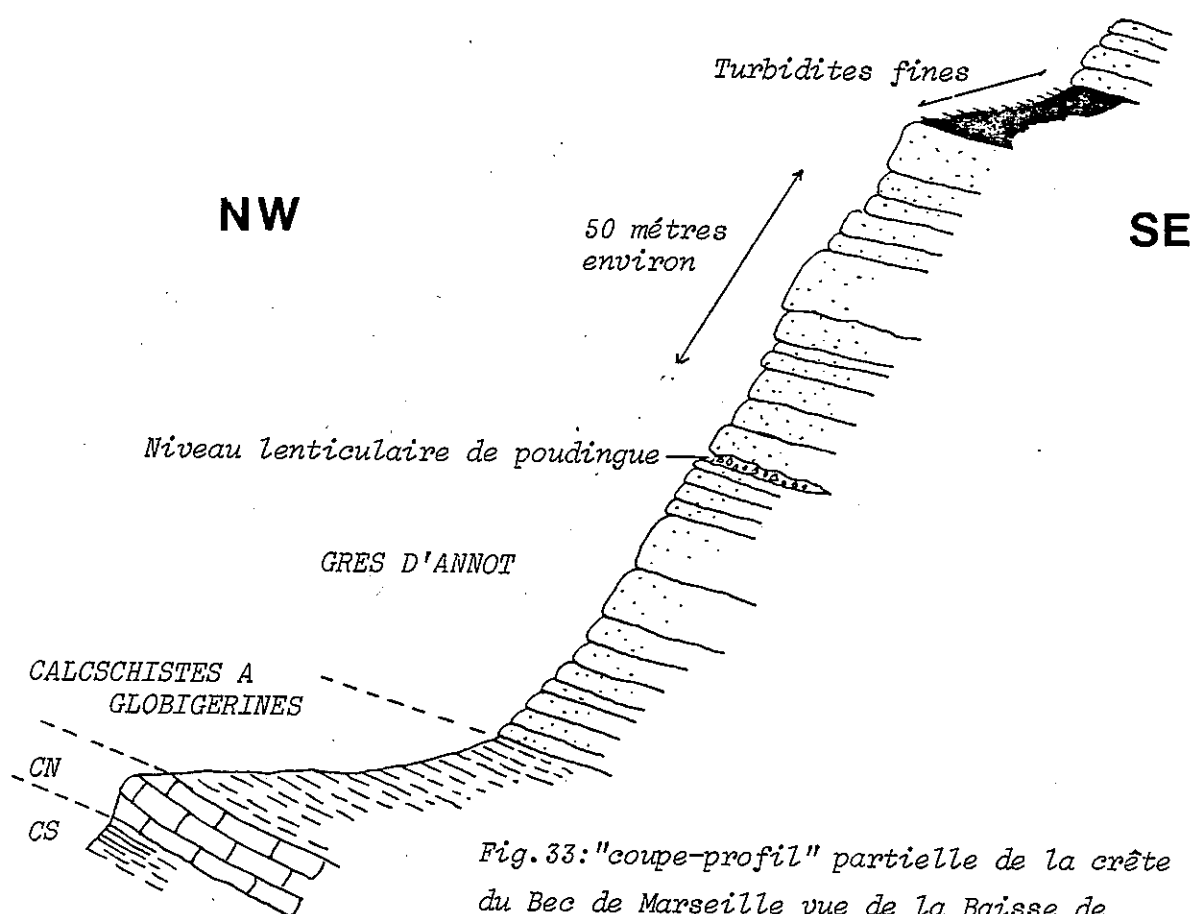 Turbidites fines
NW
SE
50 métres
environ
Niveau lenticulaire de poudingue
GRES D'ANNOT
CALCSCHISTES A
GLOBIGERINES
CN
CS
Fig.33:"coupe-profil" partielle de la crête
du Bec de Marseille vue de la Baisse de